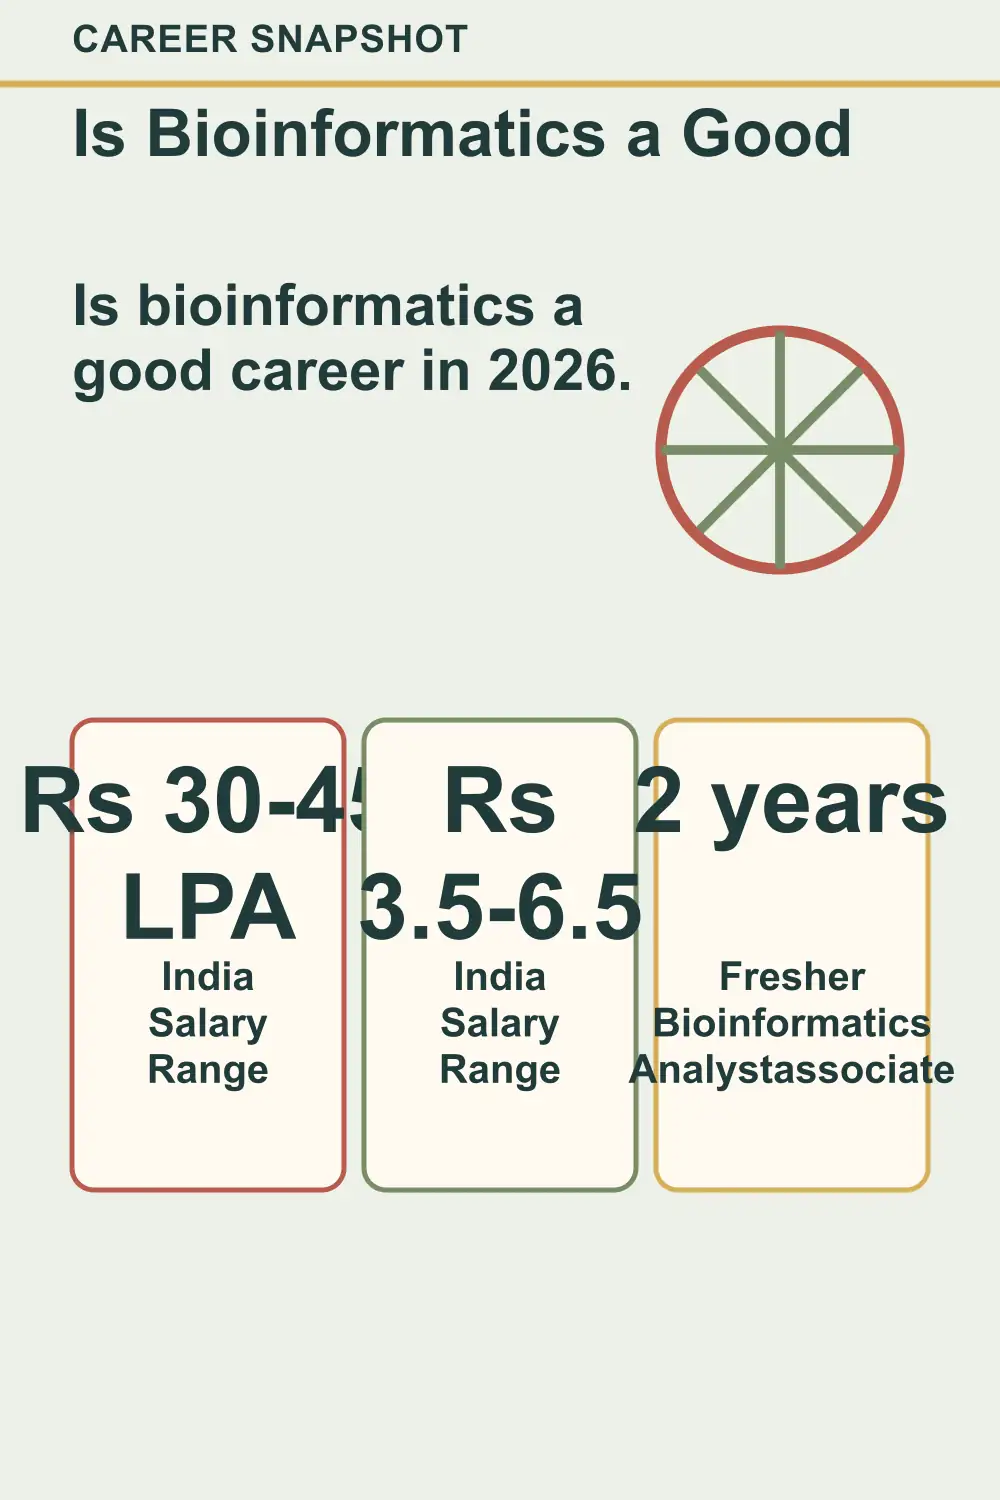 CAREER SNAPSHOT
Is Bioinformatics a Good
Is bioinformatics a
good career in 2026.
Rs 30-45
LPA
India
Salary
Range
Rs
3.5-6.5
India
Salary
Range
2 years
Fresher
Bioinformatics
Analystassociate